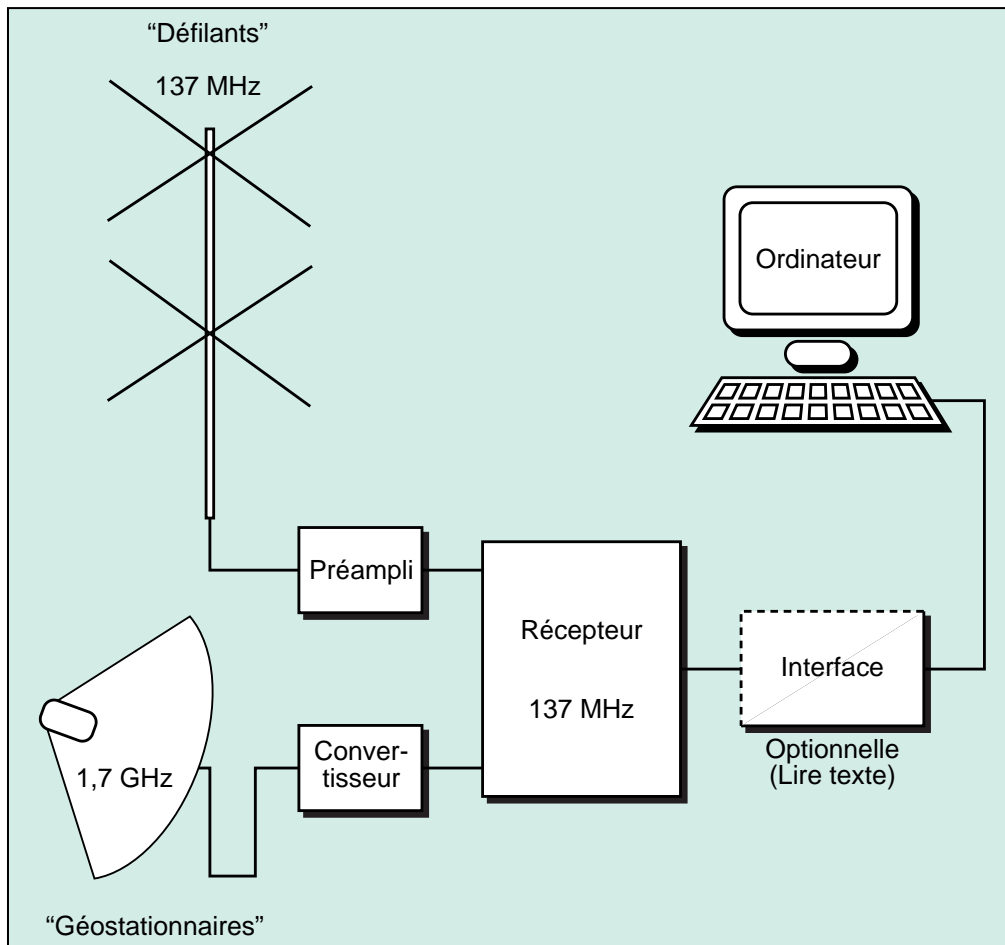 “Défilants”
137 MHz
Ordinateur
Préampli
Récepteur
137 MHz
Interface
Optionnelle
(Lire texte)
Conver-
tisseur
1,7 GHz
“Géostationnaires”